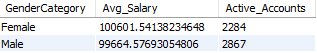 GenderCategory Avg_Salary Active_Accounts
Female 100601.54138234648 2284
Male 99664.57693054806 2867